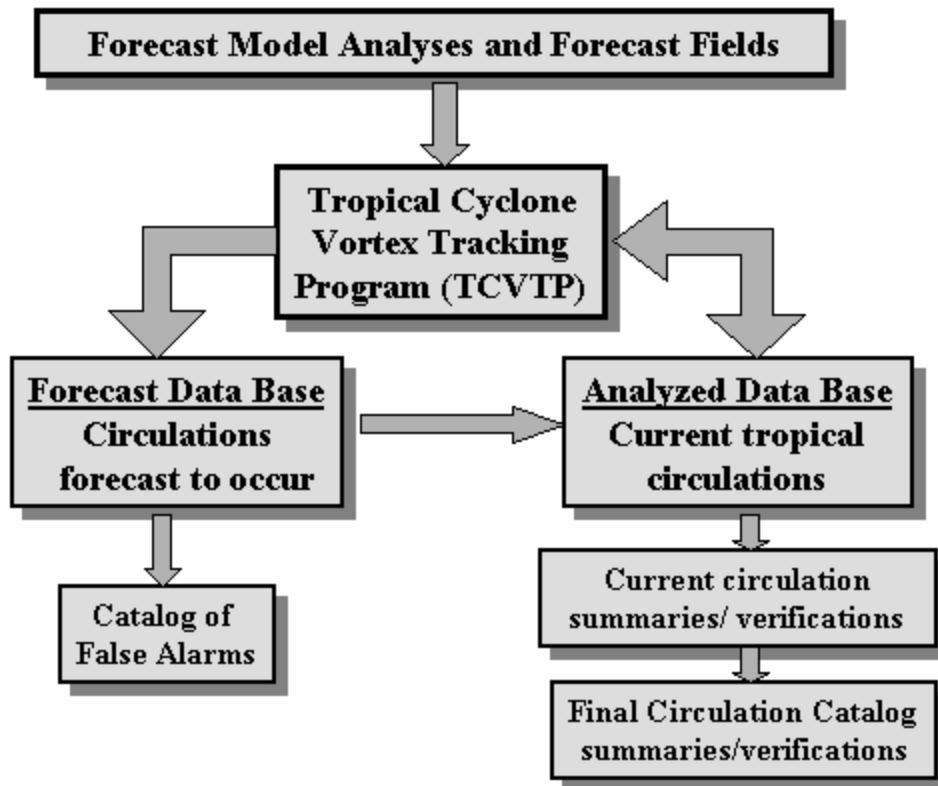 Forecast Model Analyses and Forecast Fields
Tropical Cyclone
Vortex Tracking
Program (TCVTP)
Forecast Data Base
Circulations
forecast to occur
Analyzed Data Base
Current tropical
circulations
Catalog of
False Alarms
Current circulation
summaries/ verifications
Final Circulation Catalog
summaries/verifications